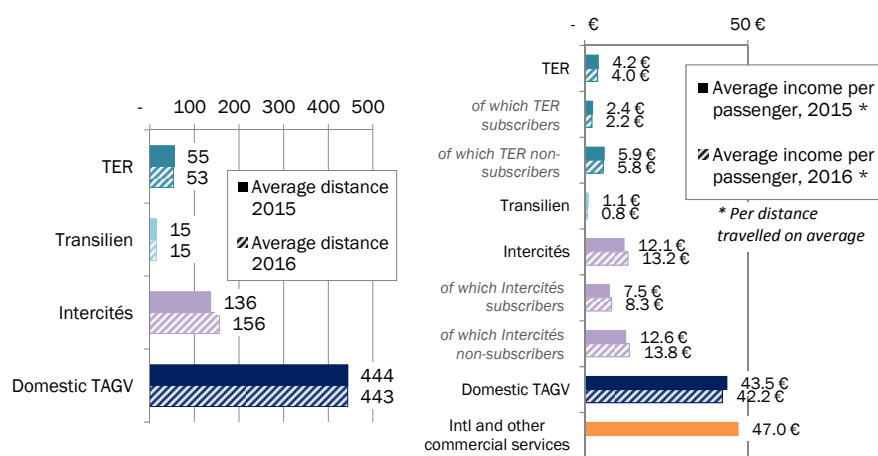 - 100 200 300 400 500
TER
55
53
Transilien
15
15
Intercités
136
156
Domestic TAGV
444
443
Average distance
2015
Average distance
2016
- € 50 €
TER
4.2 €
4.0 €
of which TER
subscribers
2.4 €
2.2 €
of which TER non-
subscribers
5.9 €
5.8 €
Transilien
1.1 €
0.8 €
Intercités
12.1 €
13.2 €
of which Intercités
subscribers
7.5 €
8.3 €
of which Intercités
non-subscribers
12.6 €
13.8 €
Domestic TAGV
43.5 €
42.2 €
Intl and other
commercial services
47.0 €
Average income per
passenger, 2015 *
Average income per
passenger, 2016 *
* Per distance
travelled on average